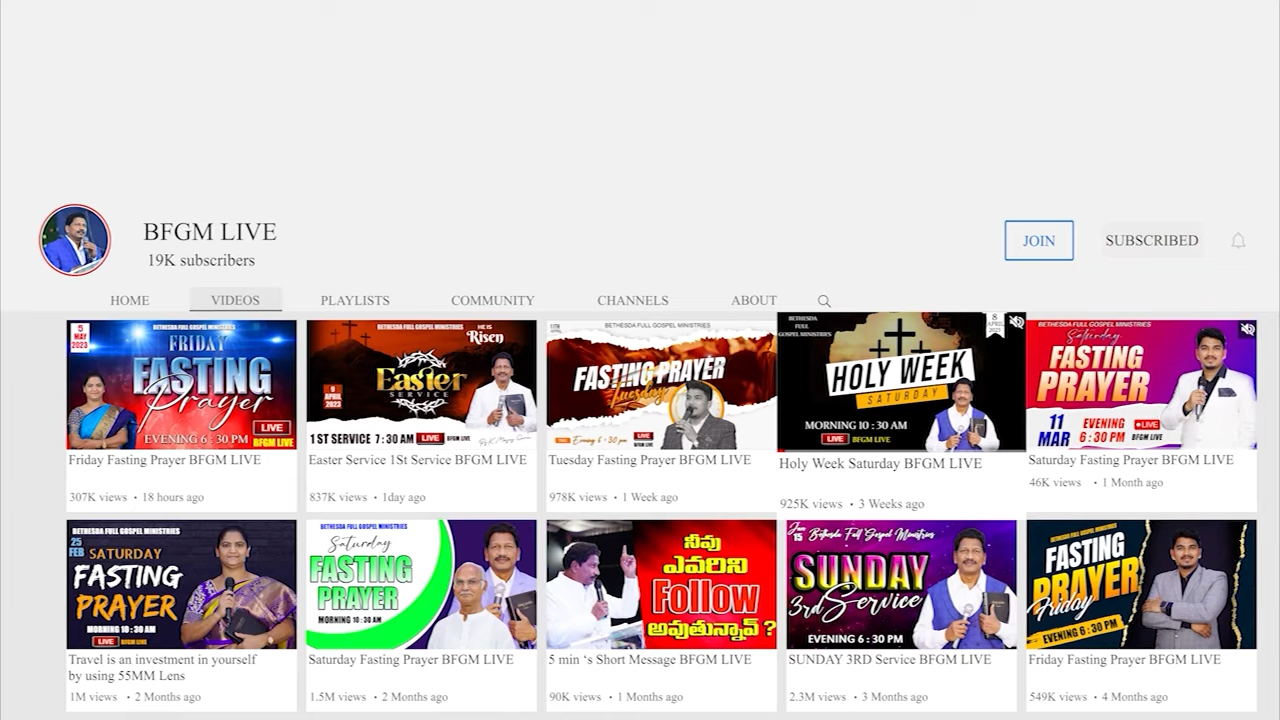 BFGM LIVE
19K subscribers
JOIN
SUBSCRIBED
HOME
VIDEOS
PLAYLISTS
COMMUNITY
CHANNELS
ABOUT
5
MAY
2023
BETHESDA FULL GOSPEL MINISTRIES
FRIDAY
FASTING
Prayer
EVENING 6 : 30 PM
LIVE
BFGM LIVE
Friday Fasting Prayer BFGM LIVE
307K views • 18 hours ago
BETHESDA FULL GOSPEL MINISTRIES
HE IS
Risen
Easter
SERVICE
9
APRIL
2023
1ST SERVICE 7 : 30 AM
LIVE
BFGM LIVE
Easter Service 1St Service BFGM LIVE
837K views • 1day ago
11TH
BETHESDA FULL GOSPEL MINISTRIES
FASTING PRAYER
Tuesday
Evening 6 : 30 pm
LIVE
BFGM LIVE
Tuesday Fasting Prayer BFGM LIVE
978K views • 1 Week ago
BETHESDA
FULL
GOSPEL MINISTRIES
8
APRIL
2023
HOLY WEEK
SATURDAY
MORNING 10 : 30 AM
LIVE
BFGM LIVE
Holy Week Saturday BFGM LIVE
925K views • 3 Weeks ago
BETHESDA FULL GOSPEL MINISTRIES
Saturday
FASTING
PRAYER
11
MAR
EVENING
6 : 30 PM
LIVE
BFGM LIVE
Saturday Fasting Prayer BFGM LIVE
46K views • 1 Month ago
BETHESDA FULL GOSPEL MINISTRIES
25
FEB
SATURDAY
FASTING
PRAYER
MORNING 10 : 30 AM
LIVE
BFGM LIVE
Travel is an investment in yourself
by using 55MM Lens
1M views • 2 Months ago
BETHESDA FULL GOSPEL MINISTRIES
Saturday
FASTING
PRAYER
MORNING 10 : 30 AM
Saturday Fasting Prayer BFGM LIVE
1.5M views • 2 Months ago
నీవు
ఎవరిని
Follow
అవుతున్నావ్ ?
5 min ‘s Short Message BFGM LIVE
90K views • 1 Months ago
Jan
15
Bethesda Full Gospel Ministries
SUNDAY
3rd Service
EVENING 6 : 30 PM
SUNDAY 3RD Service BFGM LIVE
2.3M views • 3 Months ago
BETHESDA FULL GOSPEL MINISTRIES
FASTING
PRAYER
Friday
EVENING 6 : 30 PM
Friday Fasting Prayer BFGM LIVE
549K views • 4 Months ago